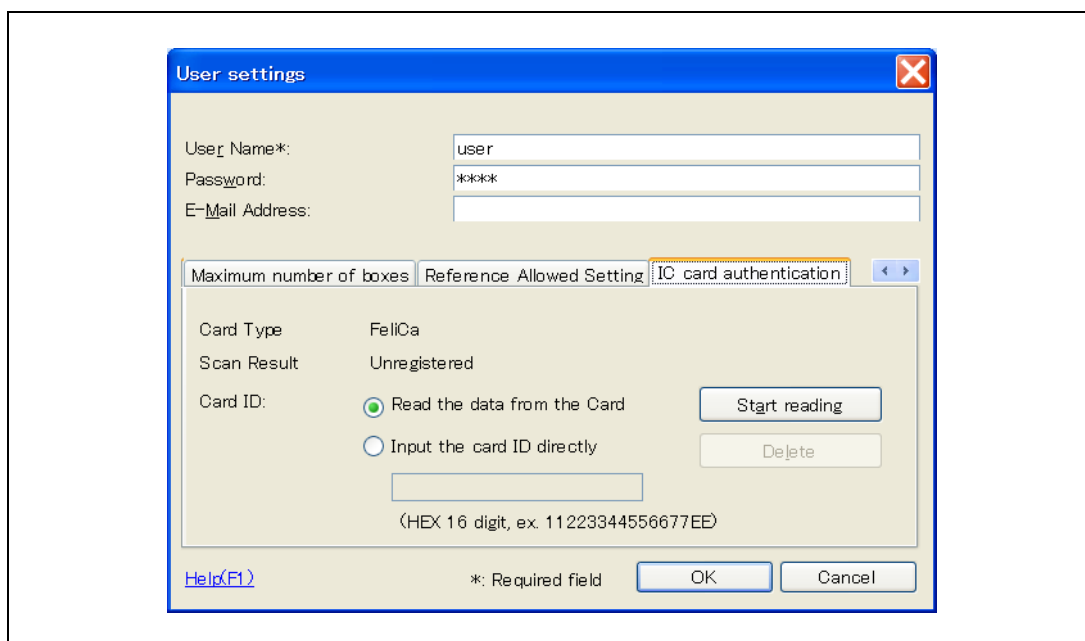 User settings
User Name*: user
Password: ****
E-Mail Address:
Maximum number of boxes Reference Allowed Setting IC card authentication
Card Type FeliCa
Scan Result Unregistered
Card ID: Read the data from the Card Start reading
Input the card ID directly Delete
(HEX 16 digit, ex. 11223344556677EE)
Help(F1) *: Required field OK Cancel